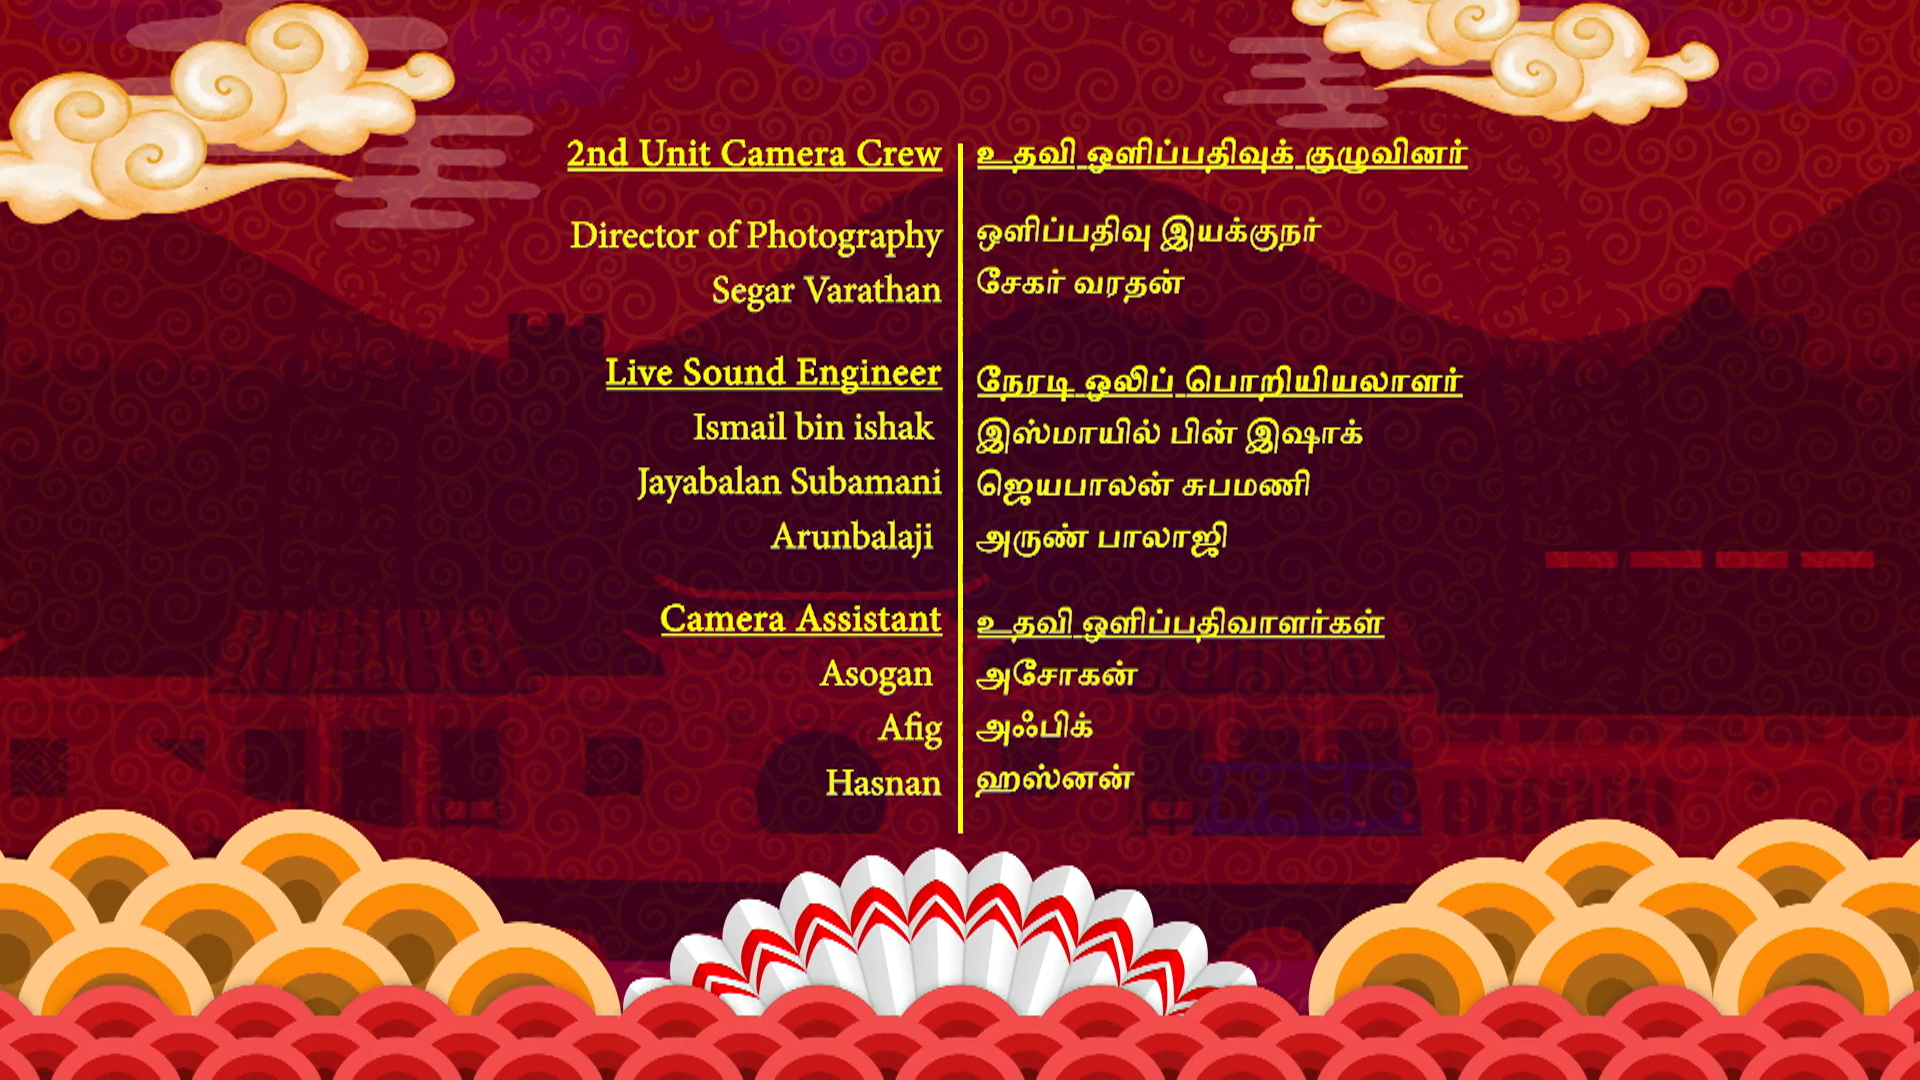 2nd Unit Camera Crew
Director of Photography
Segar Varathan
Live Sound Engineer
Ismail bin ishak
Jayabalan Subamani
Arunbalaji
Camera Assistant
Asogan
Afig
Hasnan
உதவி ஒளிப்பதிவுக் குழுவினர்
ஒளிப்பதிவு இயக்குநர்
சேகர் வரதன்
நேரடி ஒலிப் பொறியியலாளர்
இஸ்மாயில் பின் இஷாக்
ஜெயபாலன் சுபமணி
அருண் பாலாஜி
உதவி ஒளிப்பதிவாளர்கள்
அசோகன்
அஃபிக்
ஹஸ்னன்